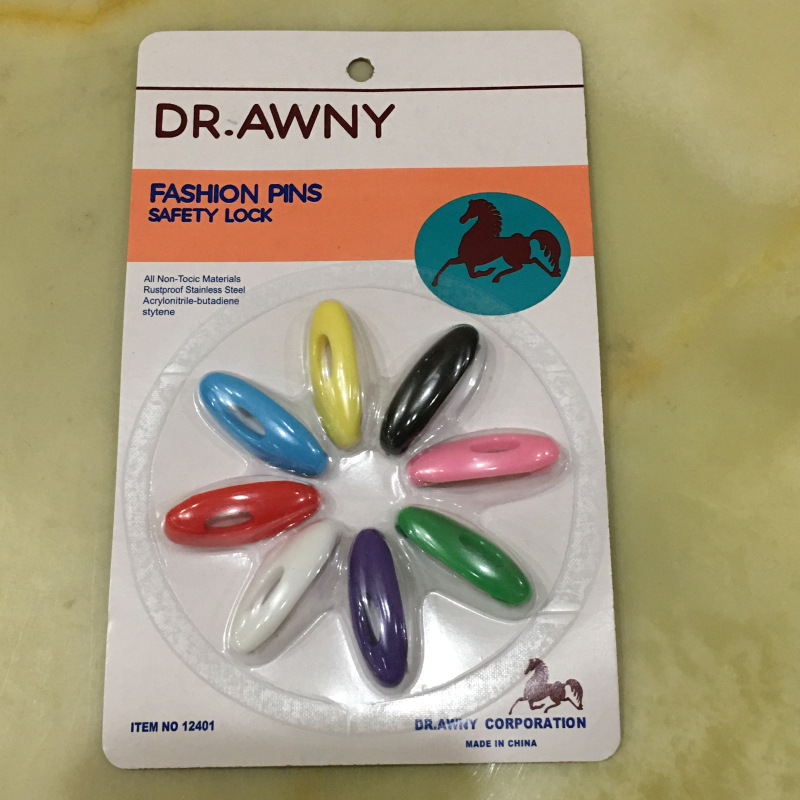 DR.AWNY
FASHION PINS
SAFETY LOCK
All Non-Tocic Materials
Rustproof Stainless Steel
Acrylonitrile-butadiene
stytene
ITEM NO 12401
DR.AWNY CORPORATION
MADE IN CHINA